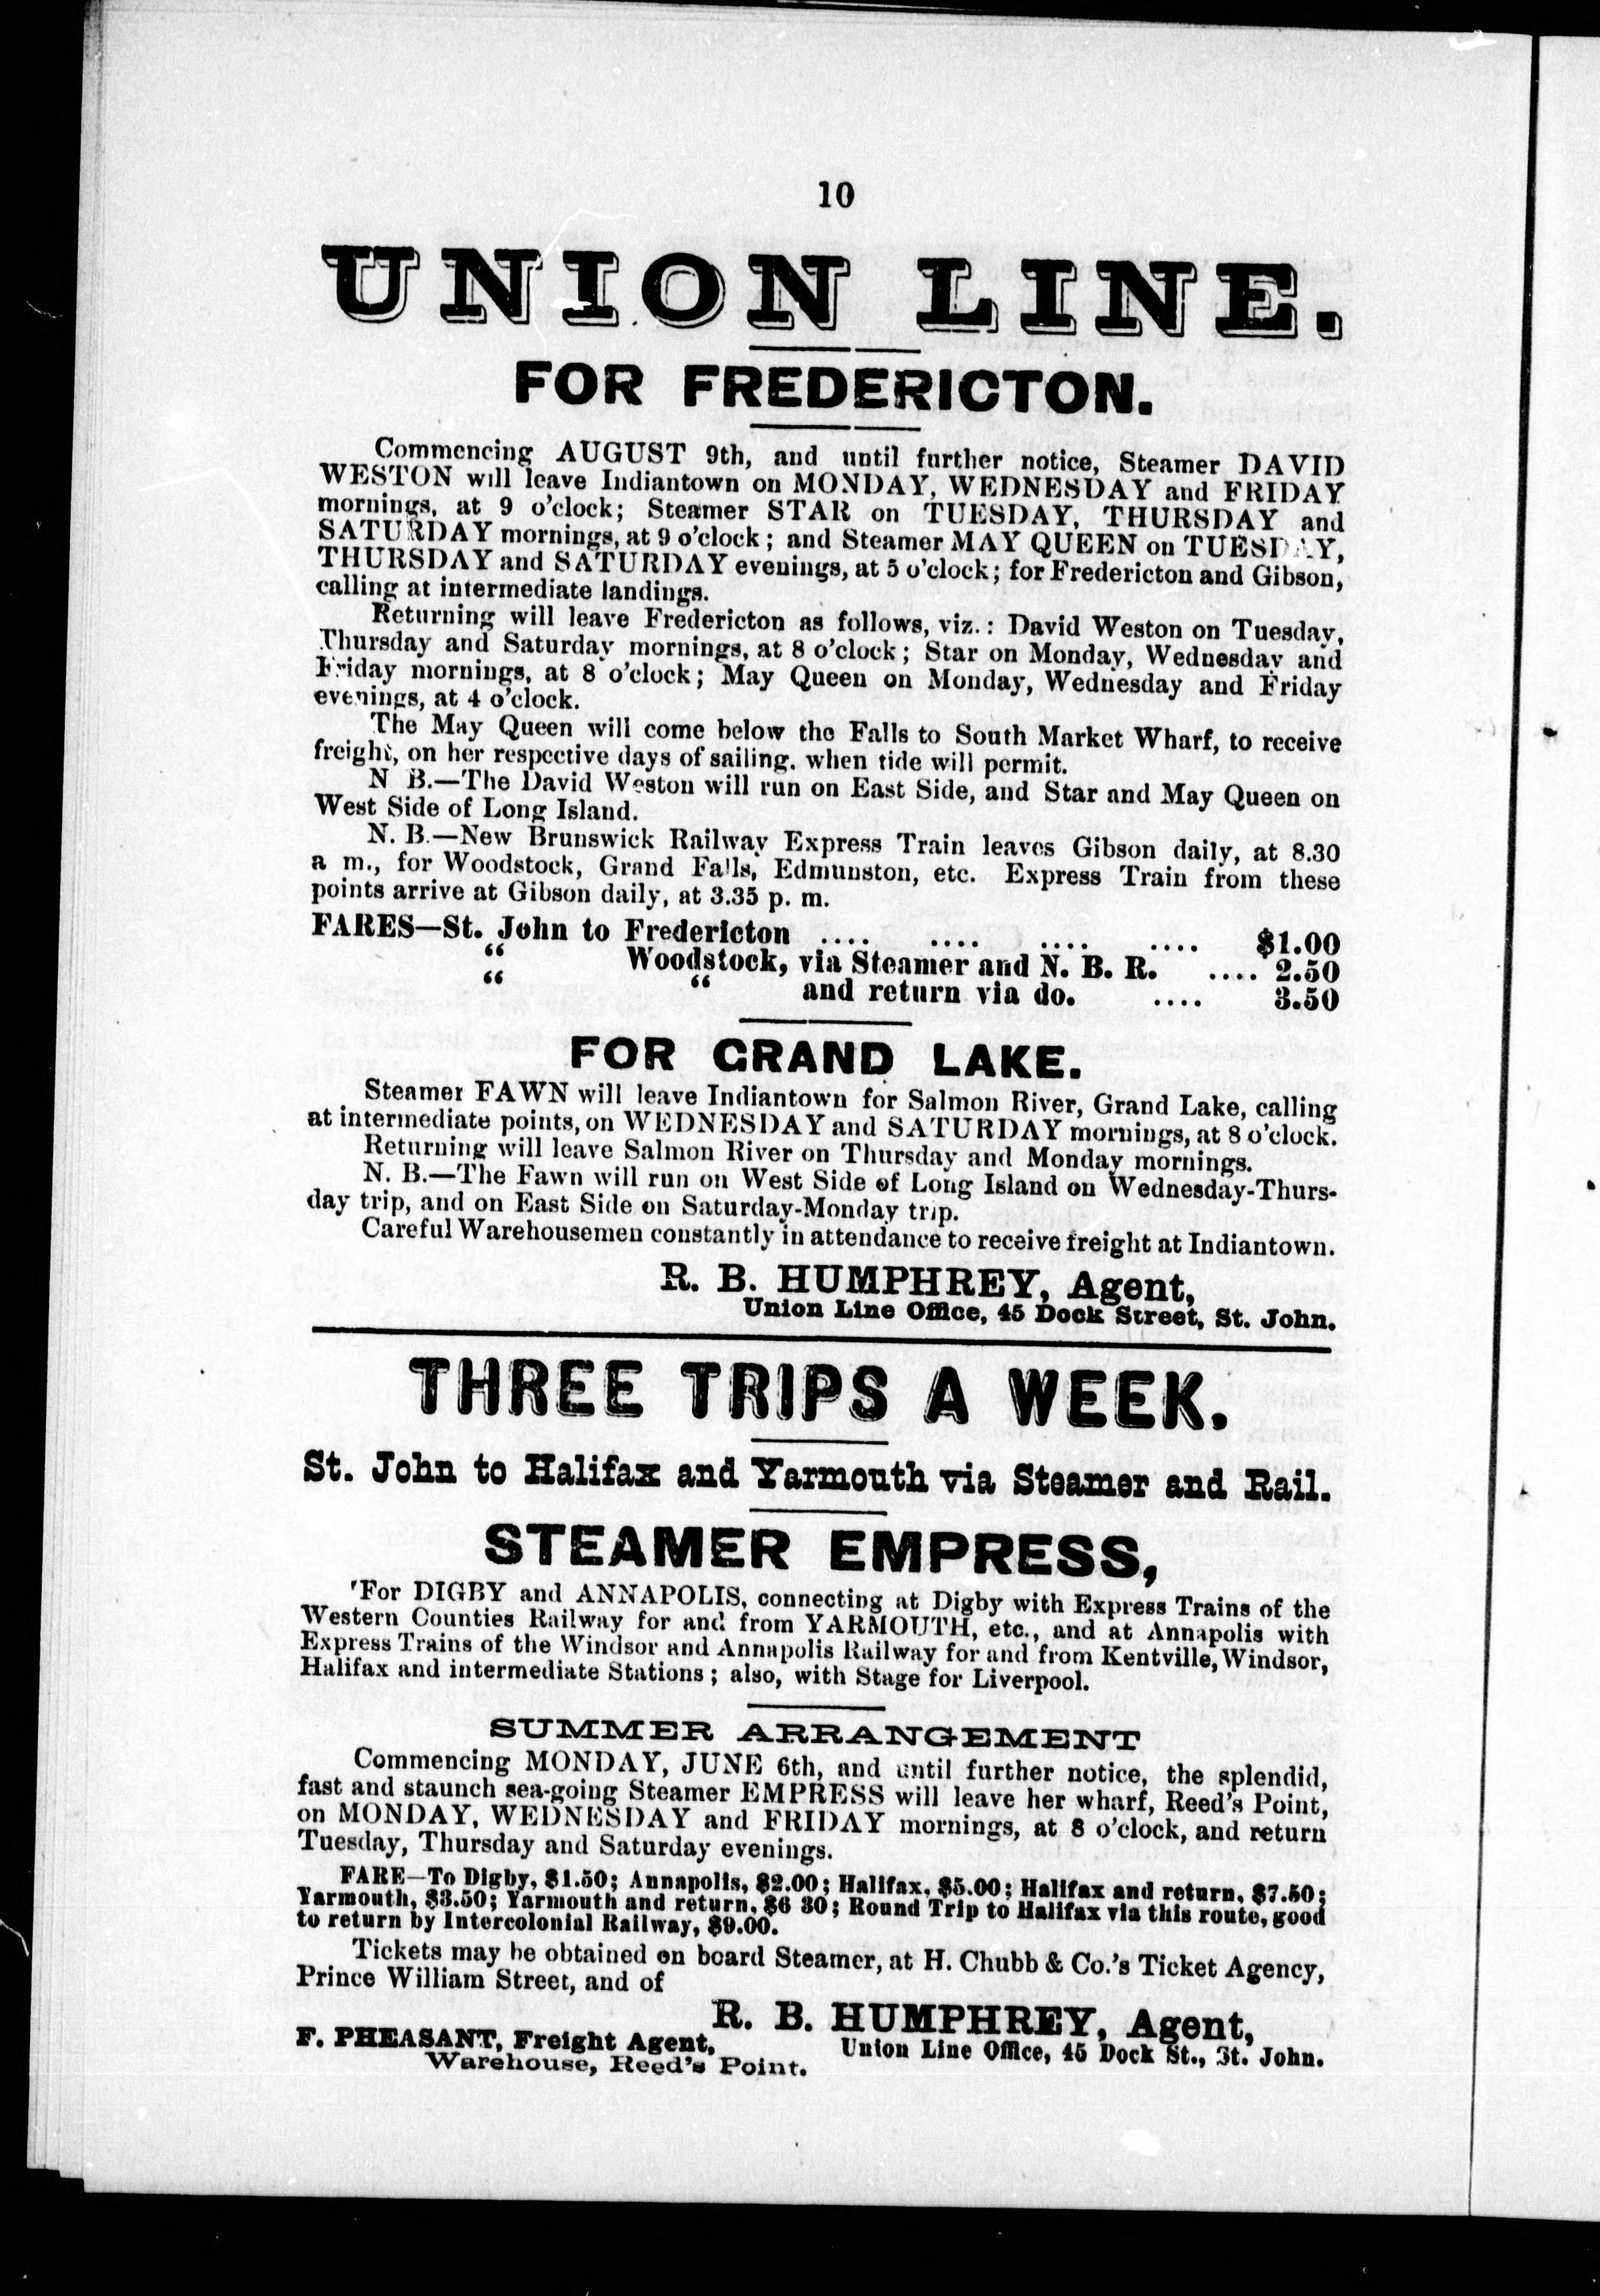 10
UNION LINE.
FOR FREDERICTON.
Commencing AUGUST 9th, and until further notice, Steamer DAVID
WESTON will leave Indiantown on MONDAY, WEDNESDAY and FRIDAY
mornings, at 9 o'clock; Steamer STAR on TUESDAY, THURSDAY and
SATURDAY mornings, at 9 o'clock; and Steamer MAY QUEEN on TUESDAY,
THURSDAY and SATURDAY evenings, at 5 o'clock; for Fredericton and Gibson,
calling at intermediate landings.
Returning will leave Fredericton as follows, viz.: David Weston on Tuesday,
Thursday and Saturday mornings, at 8 o'clock; Star on Monday, Wednesday and
Friday mornings, at 8 o'clock; May Queen on Monday, Wednesday and Friday
evenings, at 4 o'clock.
The May Queen will come below the Falls to South Market Wharf, to receive
freight, on her respective days of sailing. when tide will permit.
N B.—The David Weston will run on East Side, and Star and May Queen on
West Side of Long Island.
N. B.—New Brunswick Railway Express Train leaves Gibson daily, at 8.30
a m., for Woodstock, Grand Falls, Edmunston, etc. Express Train from these
points arrive at Gibson daily, at 3.35 p. m.
FARES—St. John to Fredericton .... .... .... .... $1.00
“ Woodstock, via Steamer and N. B. R. .... 2.50
“ “ and return via do. .... 3.50
FOR GRAND LAKE.
Steamer FAWN will leave Indiantown for Salmon River, Grand Lake, calling
at intermediate points, on WEDNESDAY and SATURDAY mornings, at 8 o'clock.
Returning will leave Salmon River on Thursday and Monday mornings.
N. B.—The Fawn will run on West Side of Long Island on Wednesday-Thurs-
day trip, and on East Side on Saturday-Monday trip.
Careful Warehousemen constantly in attendance to receive freight at Indiantown.
R. B. HUMPHREY, Agent,
Union Line Office, 45 Dock Street, St. John.
THREE TRIPS A WEEK.
St. John to Halifax and Yarmouth via Steamer and Rail.
STEAMER EMPRESS,
'For DIGBY and ANNAPOLIS, connecting at Digby with Express Trains of the
Western Counties Railway for and from YARMOUTH, etc., and at Annapolis with
Express Trains of the Windsor and Annapolis Railway for and from Kentville, Windsor,
Halifax and intermediate Stations; also, with Stage for Liverpool.
SUMMER ARRANGEMENT
Commencing MONDAY, JUNE 6th, and until further notice, the splendid,
fast and staunch sea-going Steamer EMPRESS will leave her wharf, Reed's Point,
on MONDAY, WEDNESDAY and FRIDAY mornings, at 8 o'clock, and return
Tuesday, Thursday and Saturday evenings.
FARE—To Digby, $1.50; Annapolis, $2.00; Halifax, $5.00; Halifax and return, $7.50;
Yarmouth, $3.50; Yarmouth and return, $6 30; Round Trip to Halifax via this route, good
to return by Intercolonial Railway, $9.00.
Tickets may be obtained on board Steamer, at H. Chubb & Co.'s Ticket Agency,
Prince William Street, and of
R. B. HUMPHREY, Agent,
Union Line Office, 45 Dock St., St. John.
F. PHEASANT, Freight Agent,
Warehouse, Reed's Point.